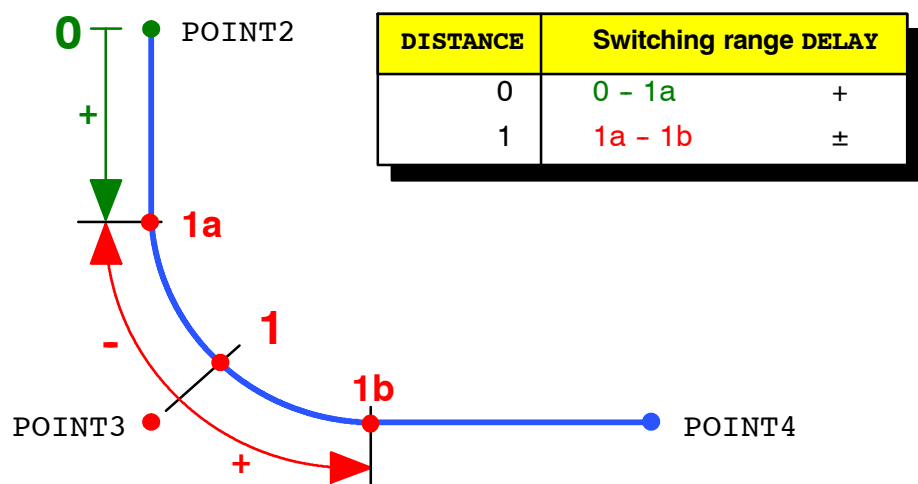 0 POINT2
DISTANCE Switching range DELAY
0 0 – 1a +
1 1a – 1b ±
+
1a
1
-
1b
POINT3
POINT4
+